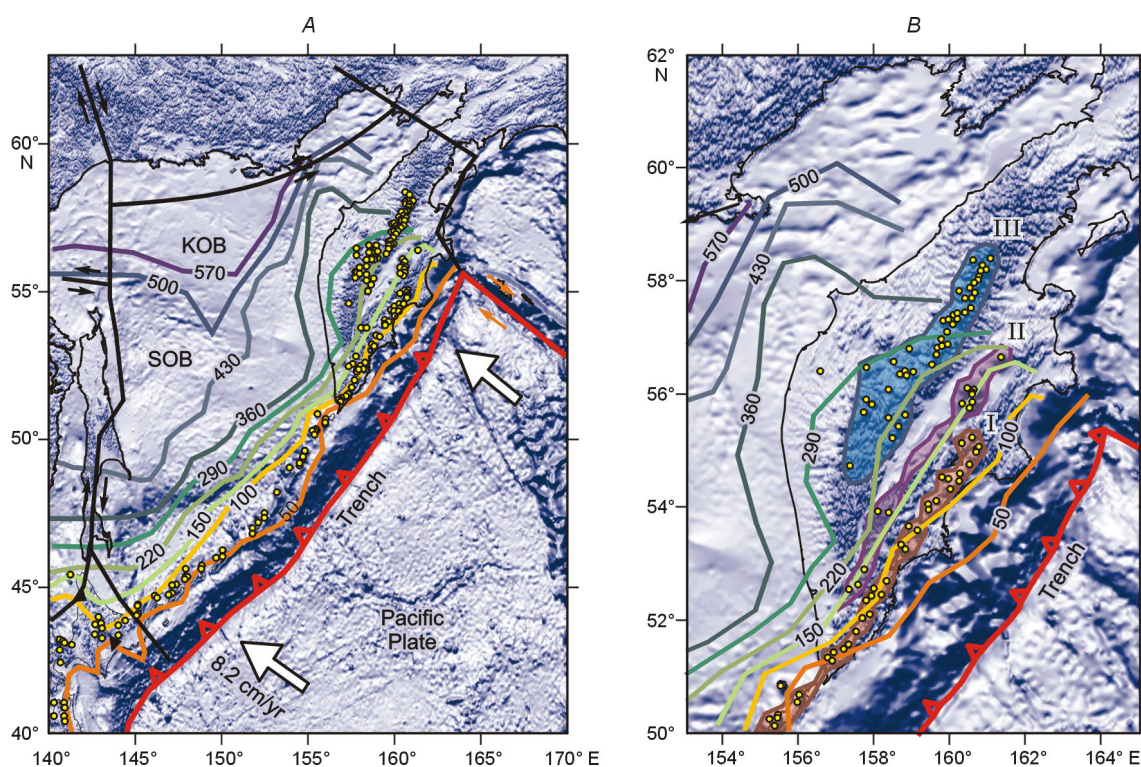 A
60°
N
55°
50°
45°
40°
140°
145°
150°
155°
160°
165°
170° E
KOB
SOB
570
500
430
360
290
220
150
100
50
Trench
Pacific
Plate
8.2 cm/yr
B
62°
N
60°
58°
56°
54°
52°
50°
154°
156°
158°
160°
162°
164° E
500
570
430
360
290
220
150
100
50
III
II
I
Trench